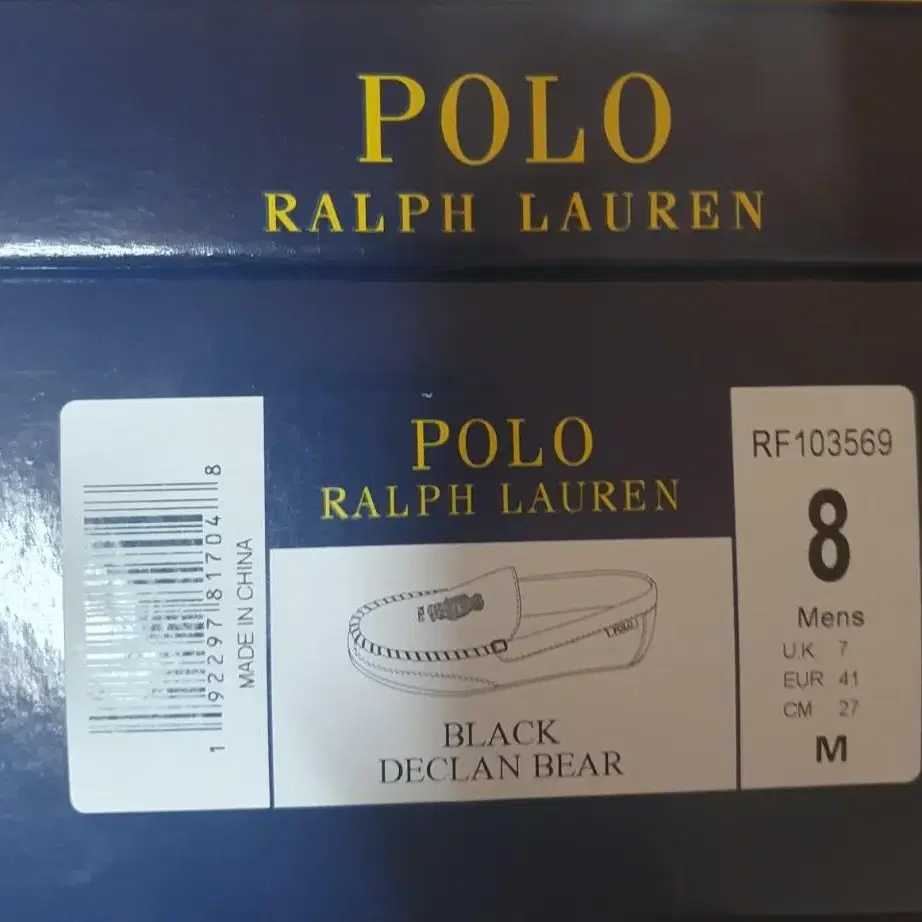 POLO
RALPH LAUREN
POLO
RALPH LAUREN
1 92297 81704 8
MADE IN CHINA
BLACK
DECLAN BEAR
RF103569
8
Mens
U.K 7
EUR 41
CM 27
M